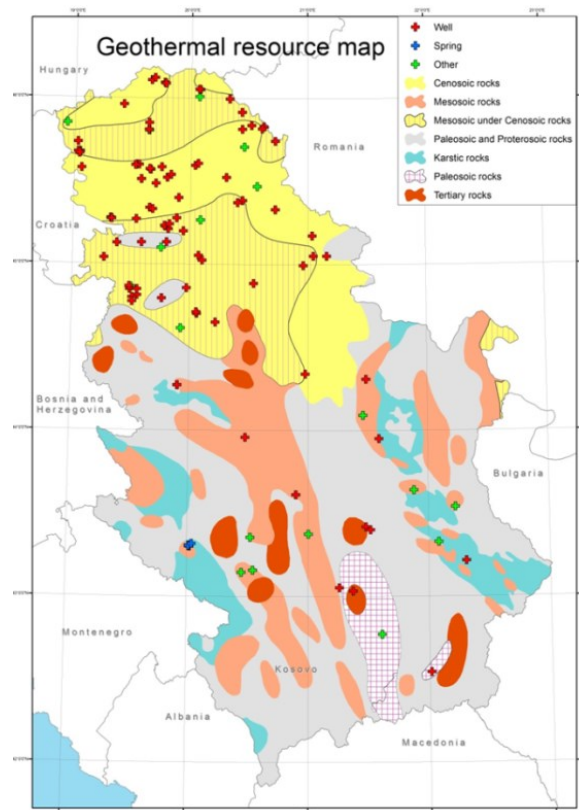 Geothermal resource map
Well
Spring
Other
Cenosoic rocks
Mesosoic rocks
Mesosoic under Cenosoic rocks
Paleosoic and Proterosoic rocks
Karstic rocks
Paleosoic rocks
Tertiary rocks
Hungary
Romania
Croatia
Bosnia and
Herzegovina
Bulgaria
Montenegro
Kosovo
Albania
Macedonia